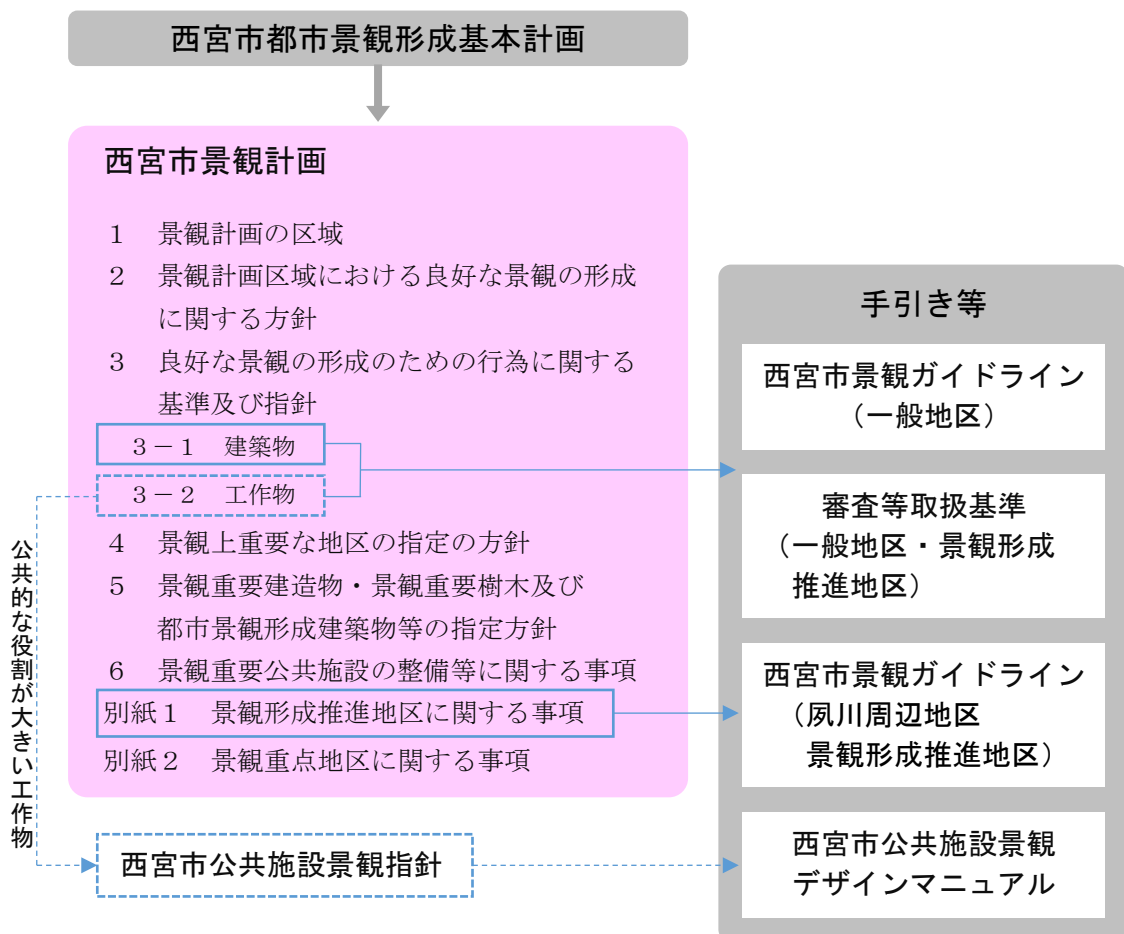 西宮市都市景観形成基本計画
西宮市景観計画
１　景観計画の区域
２　景観計画区域における良好な景観の形成
に関する方針
３　良好な景観の形成のための行為に関する
基準及び指針
３－１　建築物
３－２　工作物
４　景観上重要な地区の指定の方針
５　景観重要建造物・景観重要樹木及び
都市景観形成建築物等の指定方針
６　景観重要公共施設の整備等に関する事項
別紙１　景観形成推進地区に関する事項
別紙２　景観重点地区に関する事項
公共的な役割が大きい工作物
西宮市公共施設景観指針
手引き等
西宮市景観ガイドライン
（一般地区）
審査等取扱基準
（一般地区・景観形成
推進地区）
西宮市景観ガイドライン
（夙川周辺地区
景観形成推進地区）
西宮市公共施設景観
デザインマニュアル